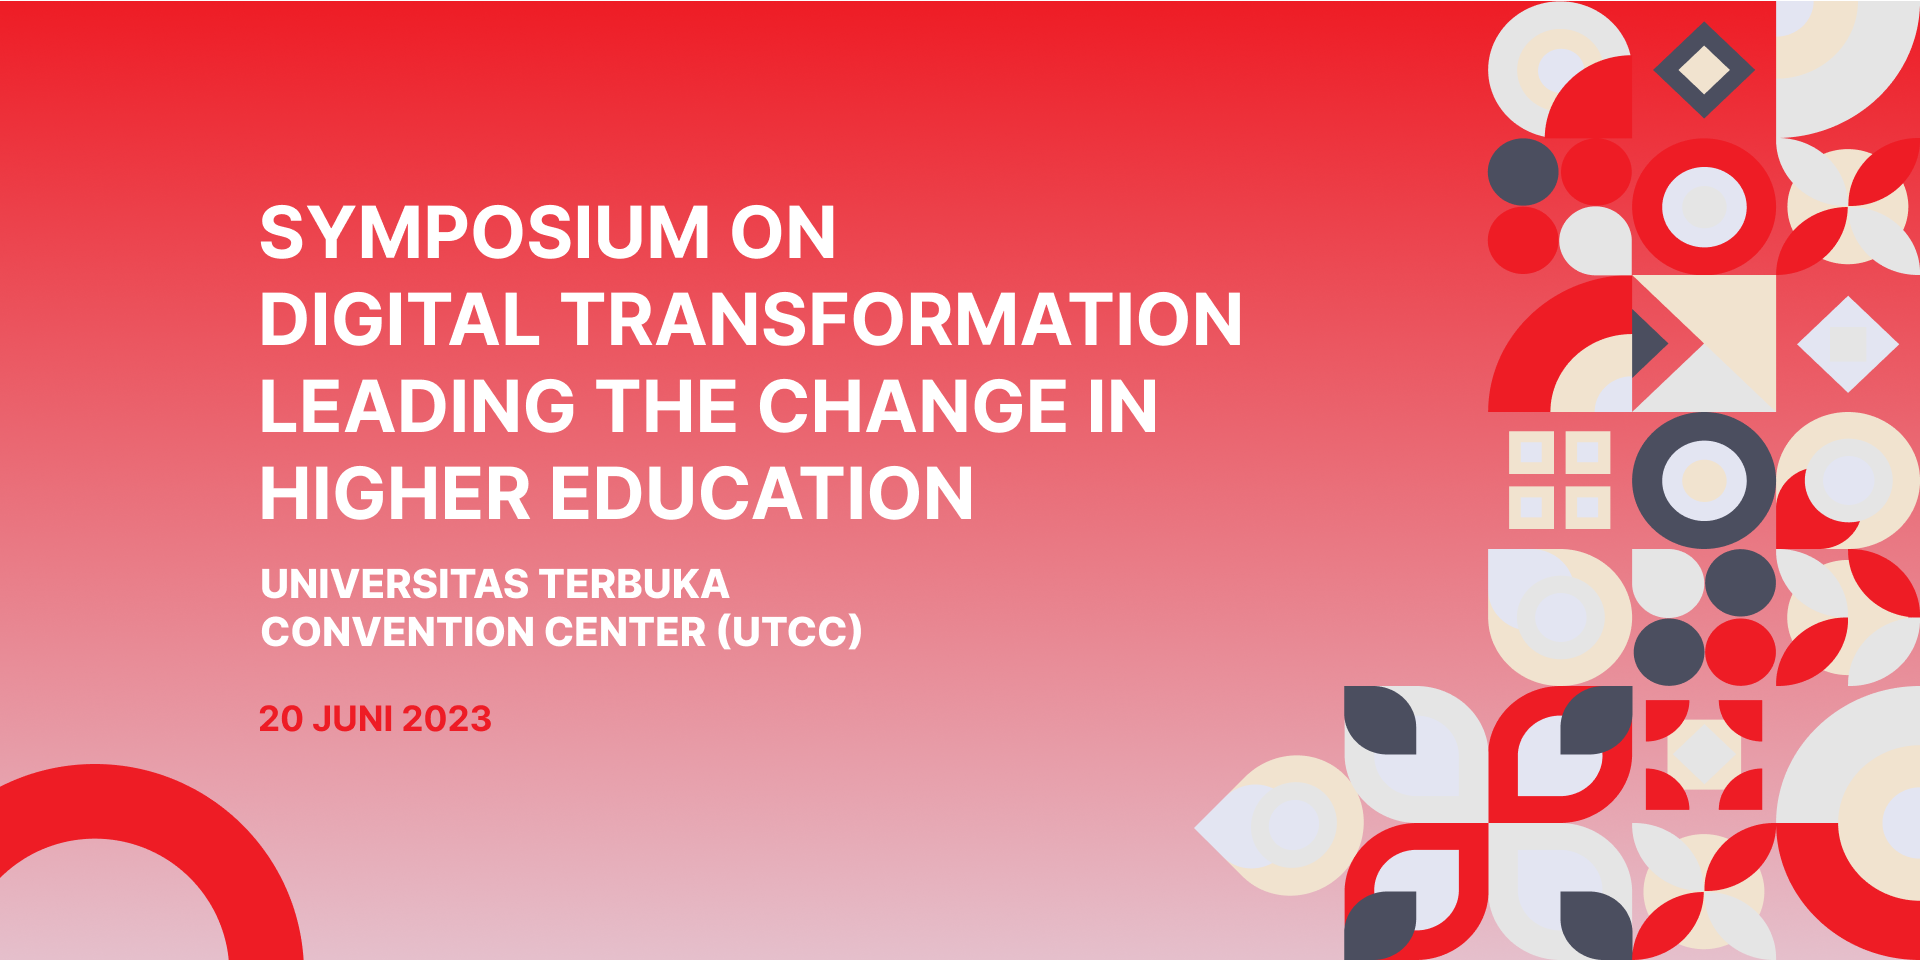 SYMPOSIUM ON
DIGITAL TRANSFORMATION
LEADING THE CHANGE IN
HIGHER EDUCATION
UNIVERSITAS TERBUKA
CONVENTION CENTER (UTCC)
20 JUNI 2023